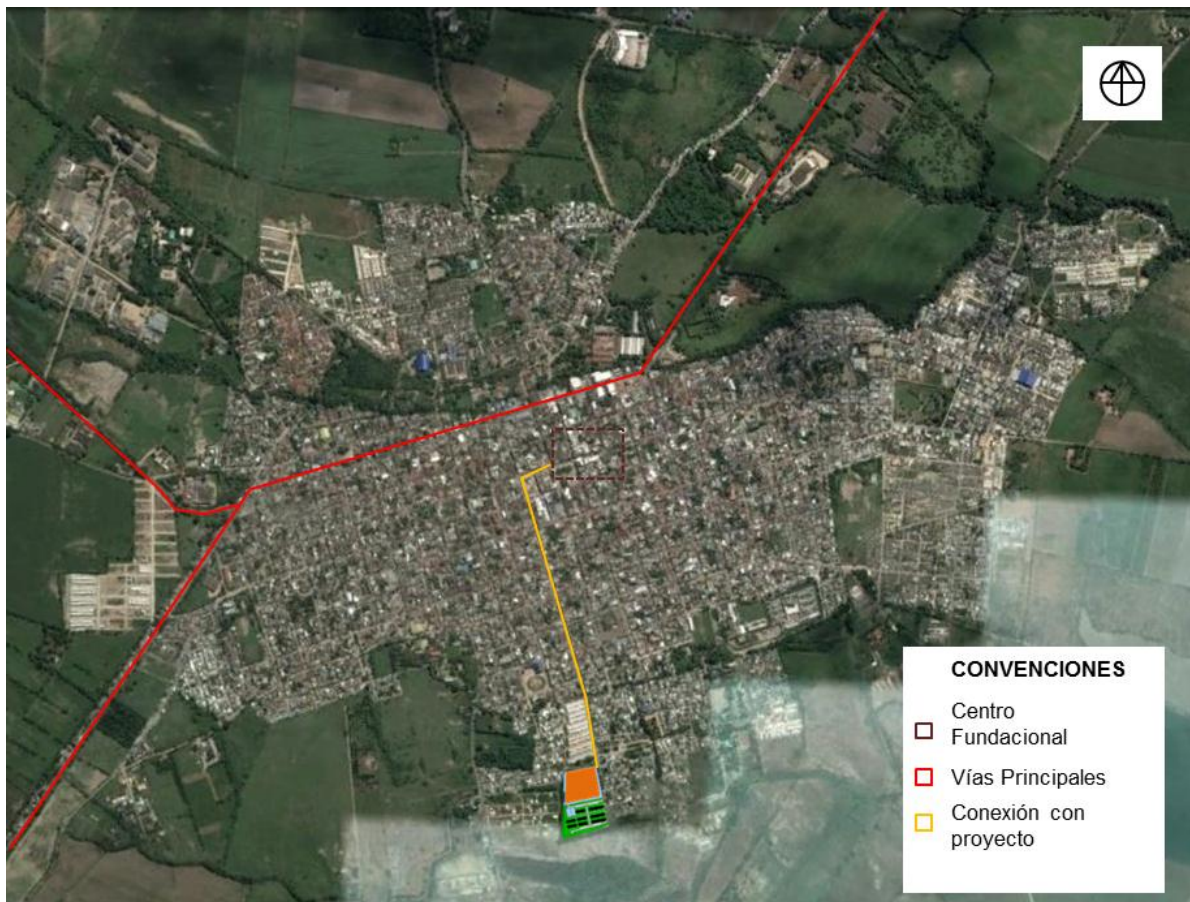 CONVENCIONES
Centro
Fundacional
Vías Principales
Conexión con
proyecto